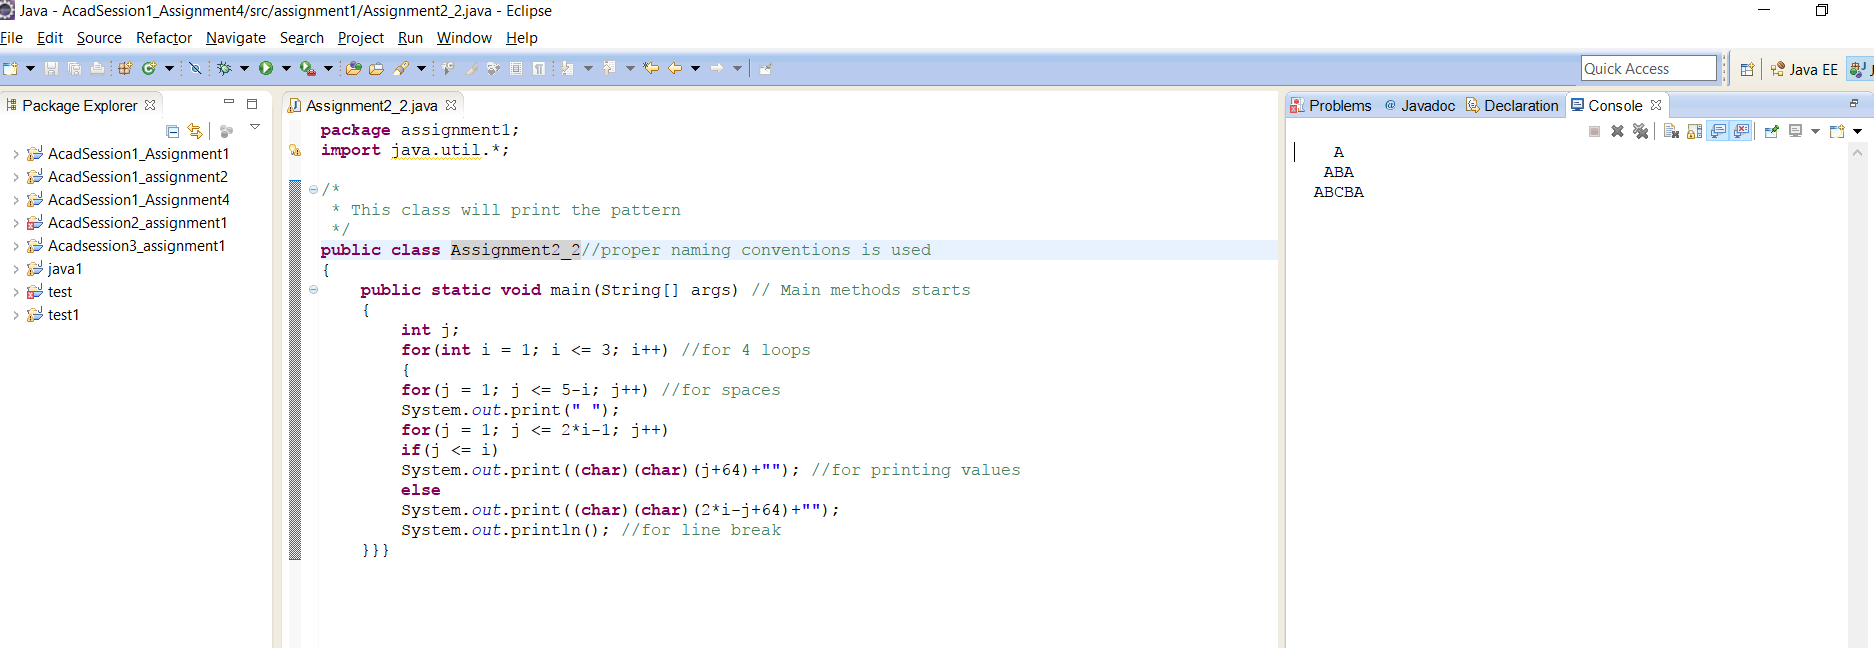 Java - AcadSession1_Assignment4/src/assignment1/Assignment2_2.java - Eclipse
File Edit Source Refactor Navigate Search Project Run Window Help
Quick Access
Java EE
Package Explorer
AcadSession1_Assignment1
AcadSession1_assignment2
AcadSession1_Assignment4
AcadSession2_assignment1
Acadsession3_assignment1
java1
test
test1
Assignment2_2.java
package assignment1;
import java.util.*;
/*
* This class will print the pattern
*/
public class Assignment2_2//proper naming conventions is used
{
public static void main(String[] args) // Main methods starts
{
int j;
for(int i = 1; i <= 3; i++) //for 4 loops
{
for(j = 1; j <= 5-i; j++) //for spaces
System.out.print(" ");
for(j = 1; j <= 2*i-1; j++)
if(j <= i)
System.out.print((char)(char)(j+64)+""); //for printing values
else
System.out.print((char)(char)(2*i-j+64)+"");
System.out.println(); //for line break
}}}
Problems @ Javadoc Declaration Console
A
ABA
ABCBA